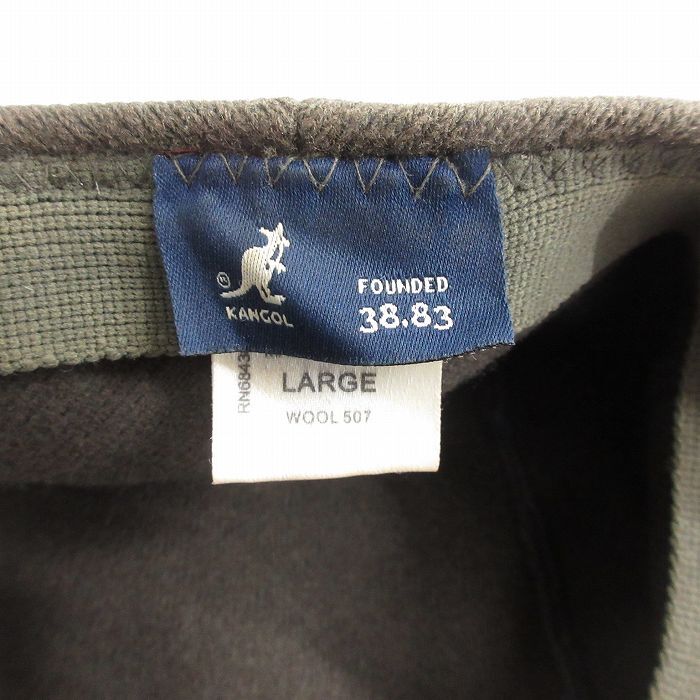 ®
KANGOL
FOUNDED
38.83
LARGE
WOOL 507